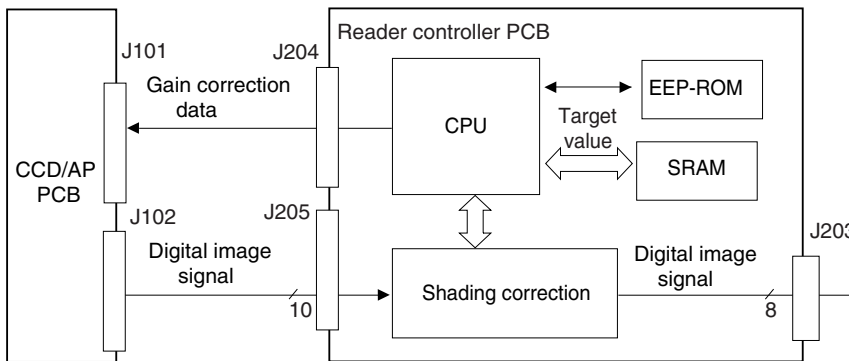 Reader controller PCB
J101
J204
Gain correction
data
CPU
EEP-ROM
Target
value
SRAM
CCD/AP
PCB
J102
J205
J203
Digital image
signal
10
Shading correction
Digital image
signal
8